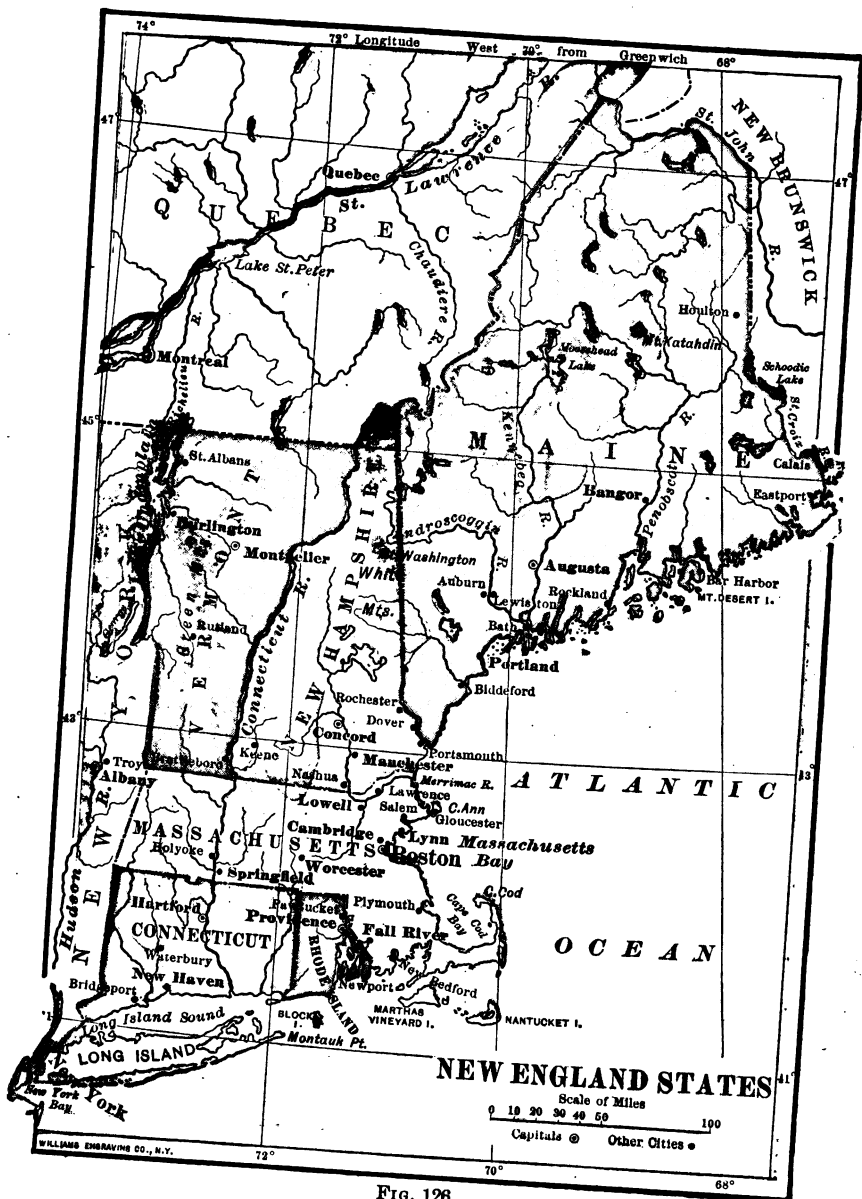 74°
72° Longitude West 70° from Greenwich
68°
47°
47°
NEW BRUNSWICK
St. John
R.
R.
Quebec
St. Lawrence
QUEBEC
Lake St. Peter
Chaudiere R.
Houlton
Mt. Katahdin
Moosehead Lake
Schoodic Lake
St. Croix
R.
Montreal
45°
MAINE
Kennebec R.
Penobscot R.
Calais
Eastport
Bangor
St. Albans
Burlington
Montpelier
VERMONT
Green
Rutland
Connecticut R.
NEW HAMPSHIRE
Androscoggin R.
Washington
White Mts.
Auburn
Lewiston
Augusta
Rockland
Bar Harbor
MT. DESERT I.
Bath
Portland
Biddeford
Rochester
Dover
Concord
Portsmouth
43°
43°
Keene
Brattleboro
Manchester
Nashua
Merrimac R.
Troy
Albany
Lawrence
Lowell
Salem
C. Ann
Gloucester
ATLANTIC
OCEAN
MASSACHUSETTS
Cambridge
Lynn
Massachusetts Bay
Boston
Holyoke
Worcester
Springfield
NEW YORK
Hudson R.
C. Cod
Cape Cod Bay
Plymouth
Hartford
Pawtucket
Providence
Fall River
CONNECTICUT
RHODE ISLAND
Waterbury
New Haven
Bridgeport
Newport
New Bedford
MARTHAS VINEYARD I.
NANTUCKET I.
BLOCK I.
Long Island Sound
Montauk Pt.
LONG ISLAND
New York
New York Bay
41°
NEW ENGLAND STATES
Scale of Miles
0 10 20 30 40 50 100
Capitals ⊚ Other Cities •
WILLIAMS ENGRAVING CO., N.Y.
72°
70°
68°
FIG. 126